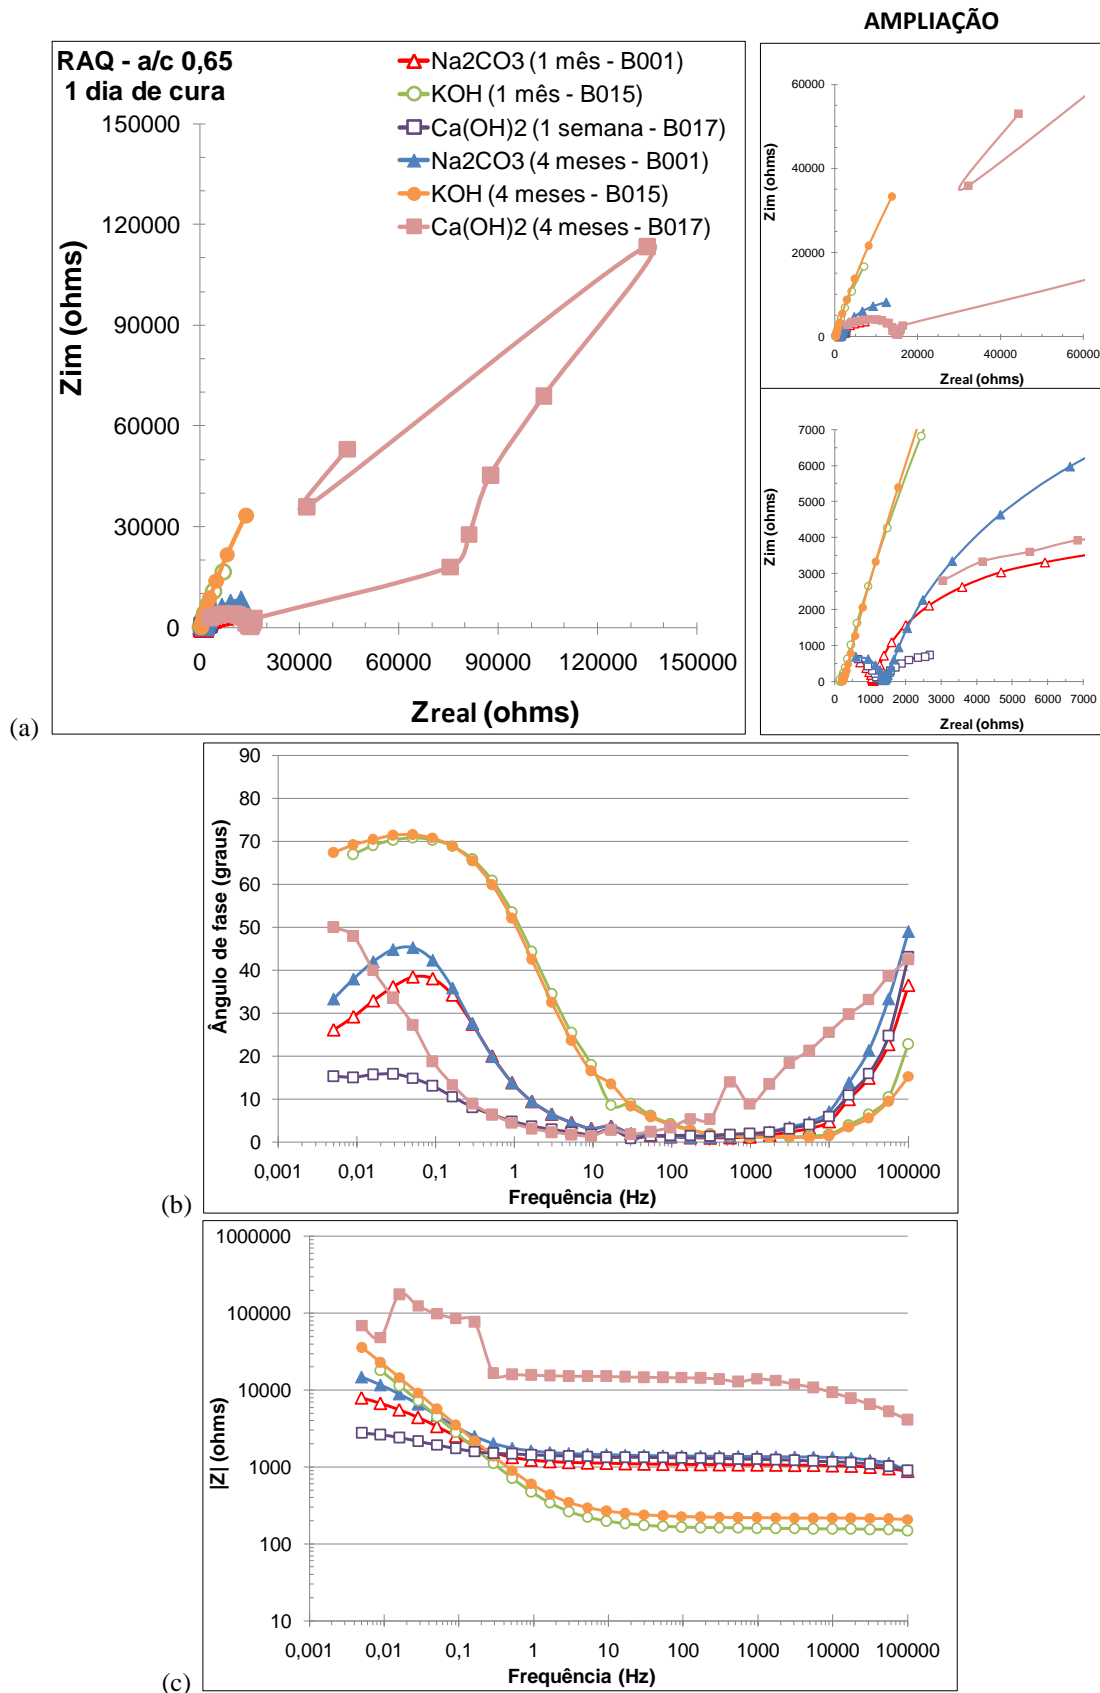 (a)
RAQ - a/c 0,65
1 dia de cura
Na2CO3 (1 mês - B001)
KOH (1 mês - B015)
Ca(OH)2 (1 semana - B017)
Na2CO3 (4 meses - B001)
KOH (4 meses - B015)
Ca(OH)2 (4 meses - B017)
150000
120000
90000
60000
30000
0
Zim (ohms)
0 30000 60000 90000 120000 150000
Zreal (ohms)
AMPLIAÇÃO
60000
40000
20000
0
Zim (ohms)
0 20000 40000 60000
Zreal (ohms)
7000
6000
5000
4000
3000
2000
1000
0
Zim (ohms)
0 1000 2000 3000 4000 5000 6000 7000
Zreal (ohms)
(b)
90
80
70
60
50
40
30
20
10
0
Ângulo de fase (graus)
0,001 0,01 0,1 1 10 100 1000 10000 100000
Frequência (Hz)
(c)
1000000
100000
10000
1000
100
10
|Z| (ohms)
0,001 0,01 0,1 1 10 100 1000 10000 100000
Frequência (Hz)